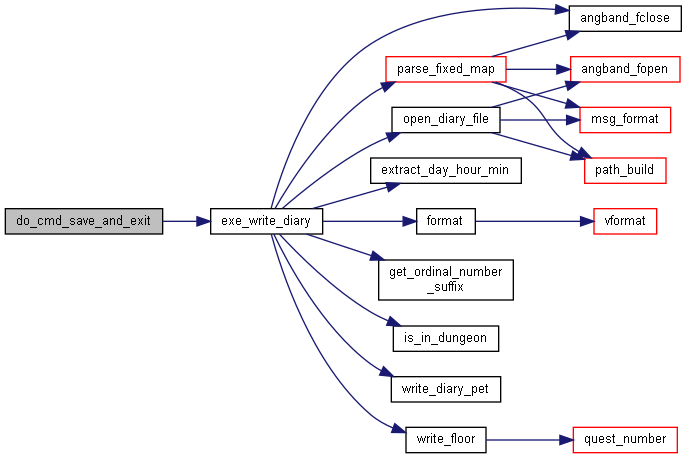 angband_fclose
parse_fixed_map
angband_fopen
open_diary_file
msg_format
extract_day_hour_min
path_build
do_cmd_save_and_exit
exe_write_diary
format
vformat
get_ordinal_number
_suffix
is_in_dungeon
write_diary_pet
write_floor
quest_number